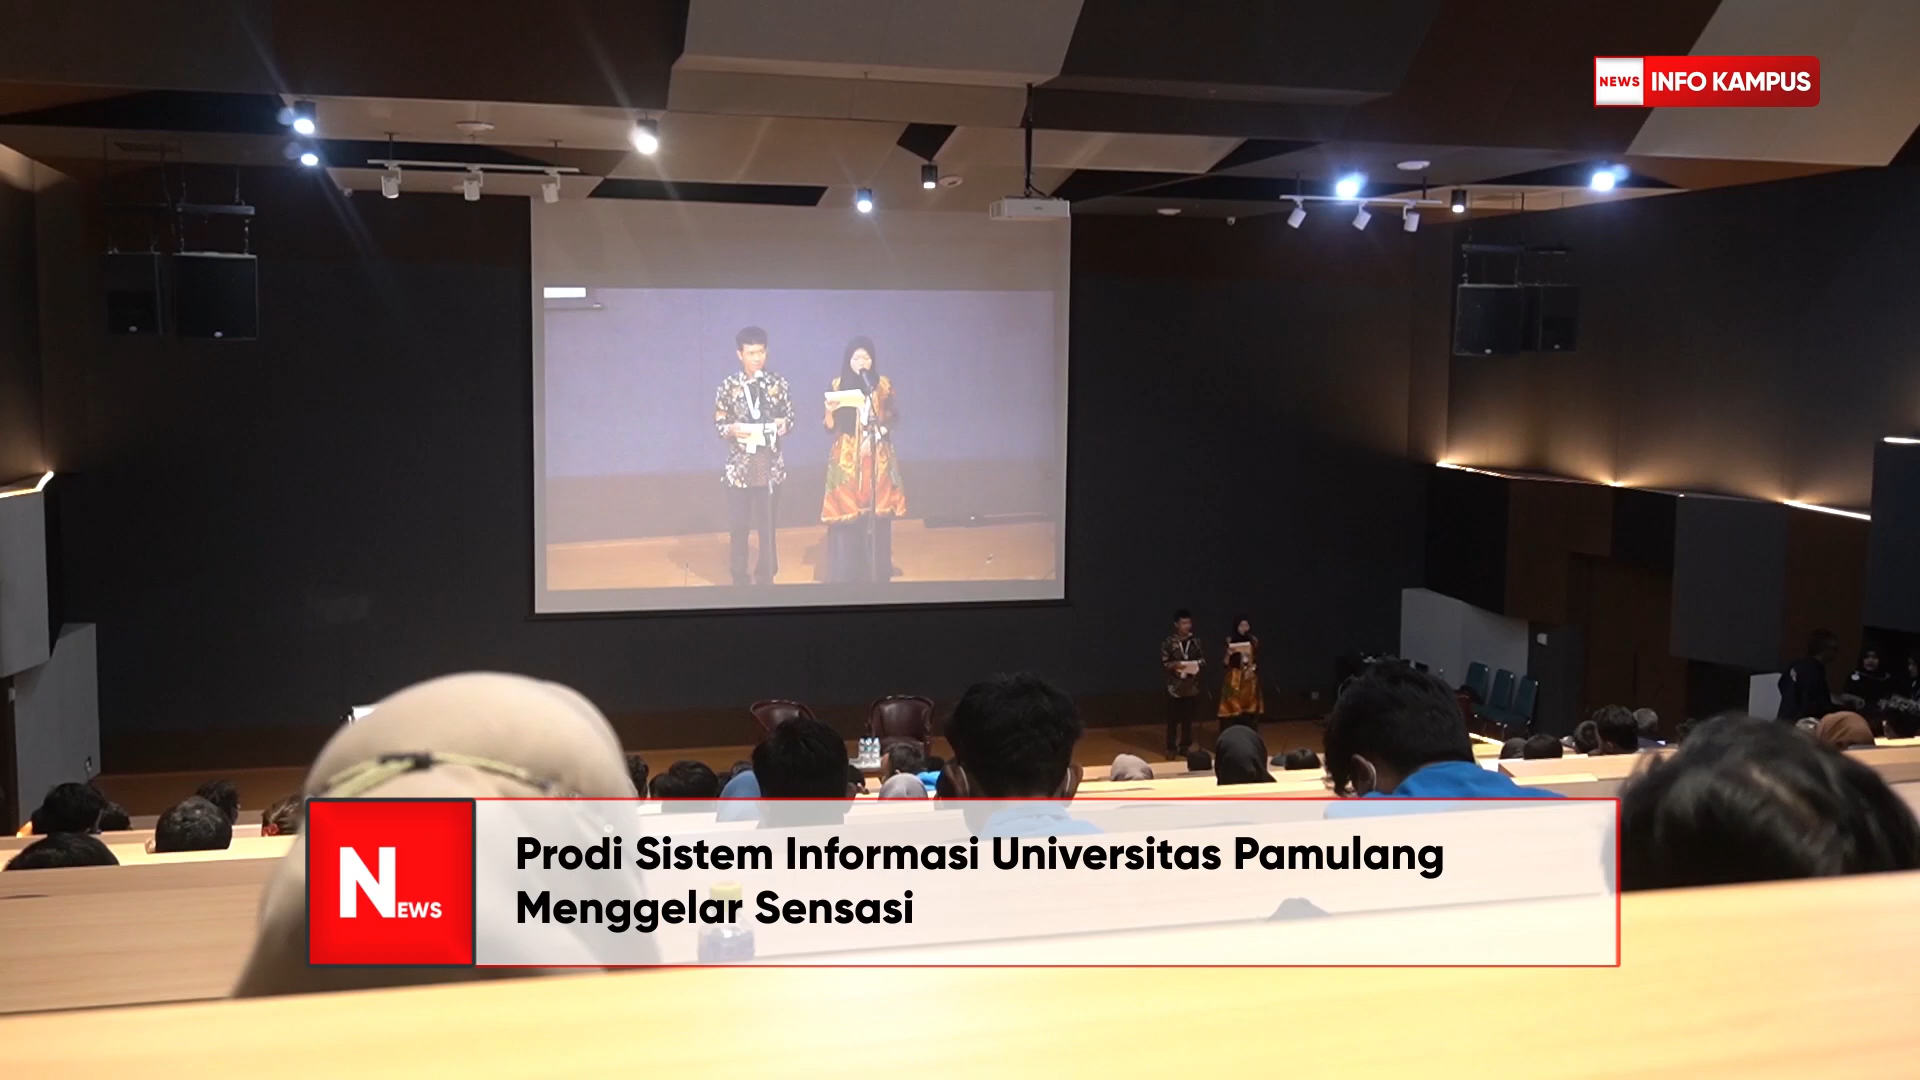 NEWS INFO KAMPUS
Prodi Sistem Informasi Universitas Pamulang
Menggelar Sensasi
NEWS